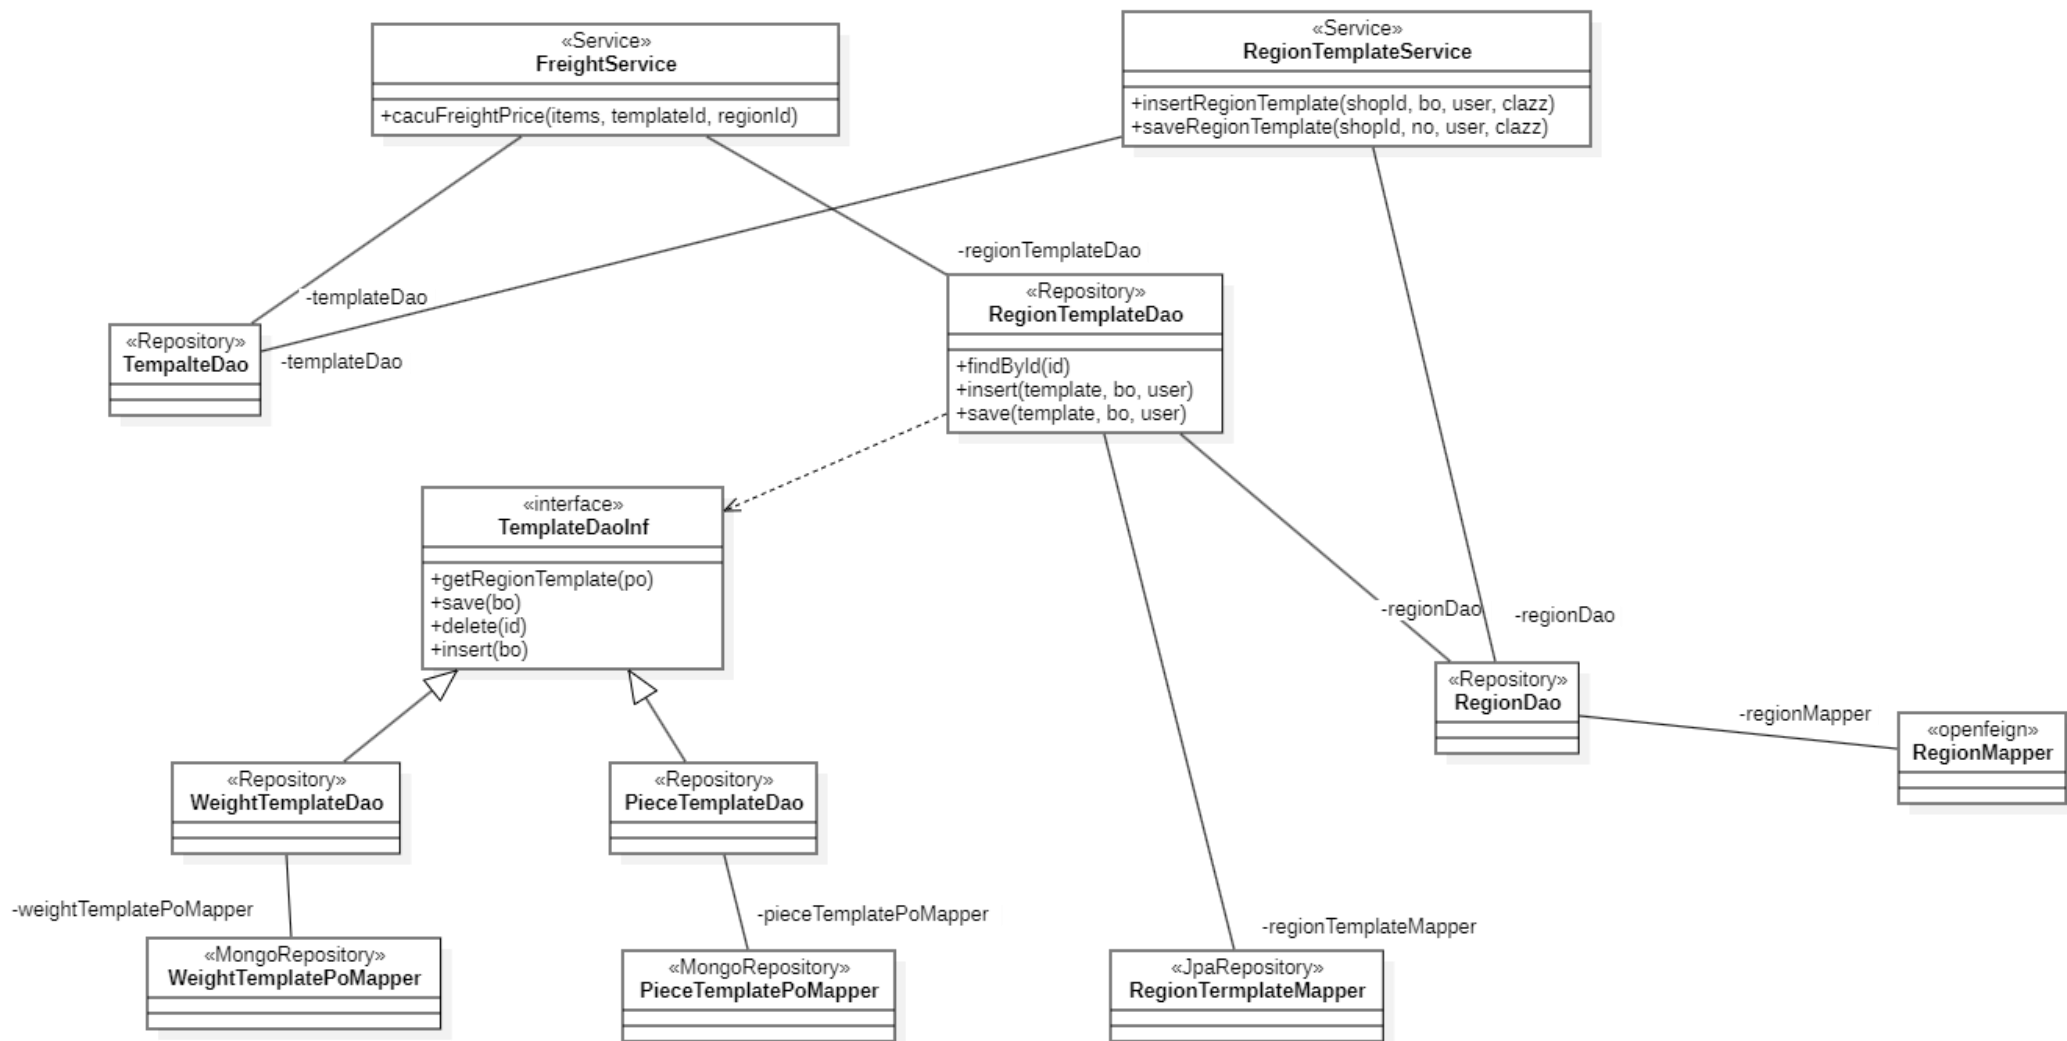 «Service»
FreightService
+cacuFreightPrice(items, templateId, regionId)
«Service»
RegionTemplateService
+insertRegionTemplate(shopId, bo, user, clazz)
+saveRegionTemplate(shopId, no, user, clazz)
-regionTemplateDao
-templateDao
«Repository»
TempalteDao
-templateDao
«Repository»
RegionTemplateDao
+findById(id)
+insert(template, bo, user)
+save(template, bo, user)
«interface»
TemplateDaoInf
+getRegionTemplate(po)
+save(bo)
+delete(id)
+insert(bo)
-regionDao
-regionDao
«Repository»
RegionDao
-regionMapper
«openfeign»
RegionMapper
«Repository»
WeightTemplateDao
«Repository»
PieceTemplateDao
-weightTemplatePoMapper
-pieceTemplatePoMapper
-regionTemplateMapper
«MongoRepository»
WeightTemplatePoMapper
«MongoRepository»
PieceTemplatePoMapper
«JpaRepository»
RegionTermplateMapper